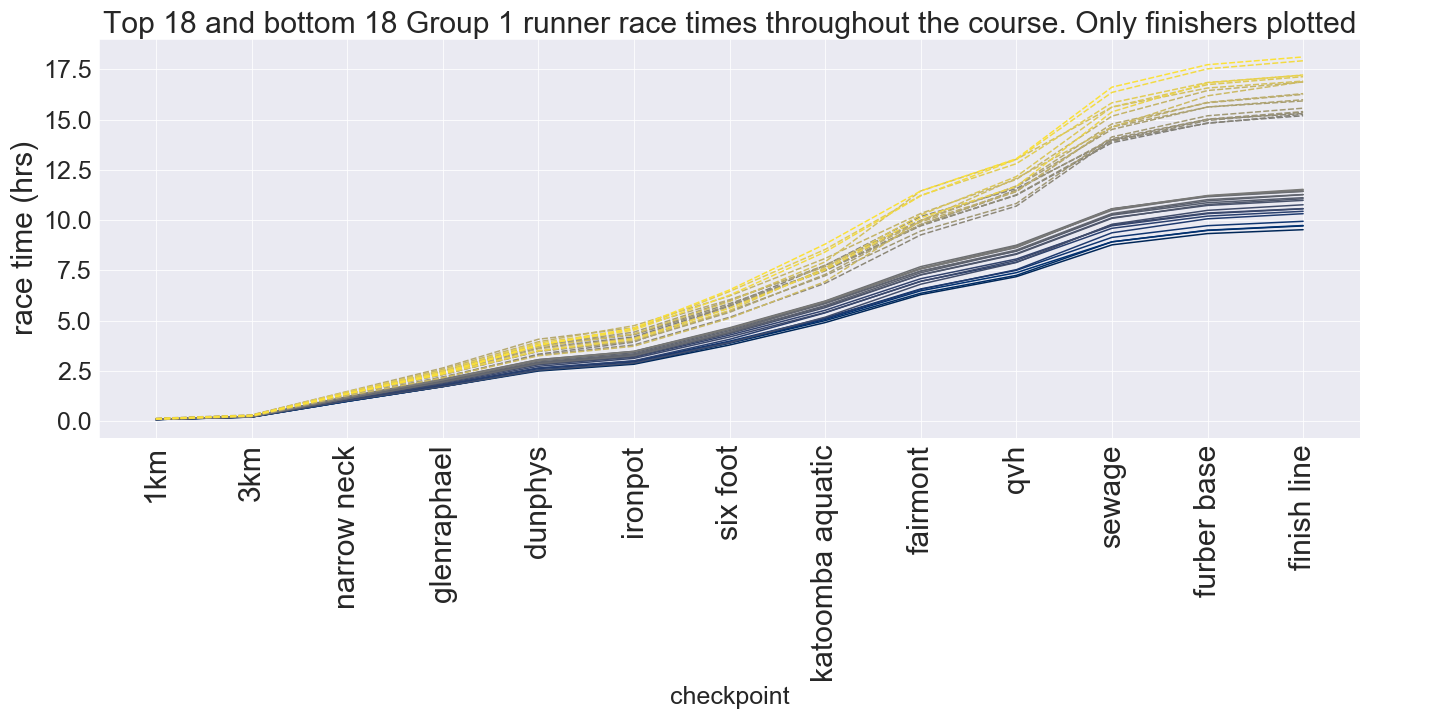 Top 18 and bottom 18 Group 1 runner race times throughout the course. Only finishers plotted
race time (hrs)
17.5
15.0
12.5
10.0
7.5
5.0
2.5
0.0
1km
3km
narrow neck
glenraphael
dunphys
ironpot
six foot
katoomba aquatic
fairmont
qvh
sewage
furber base
finish line
checkpoint